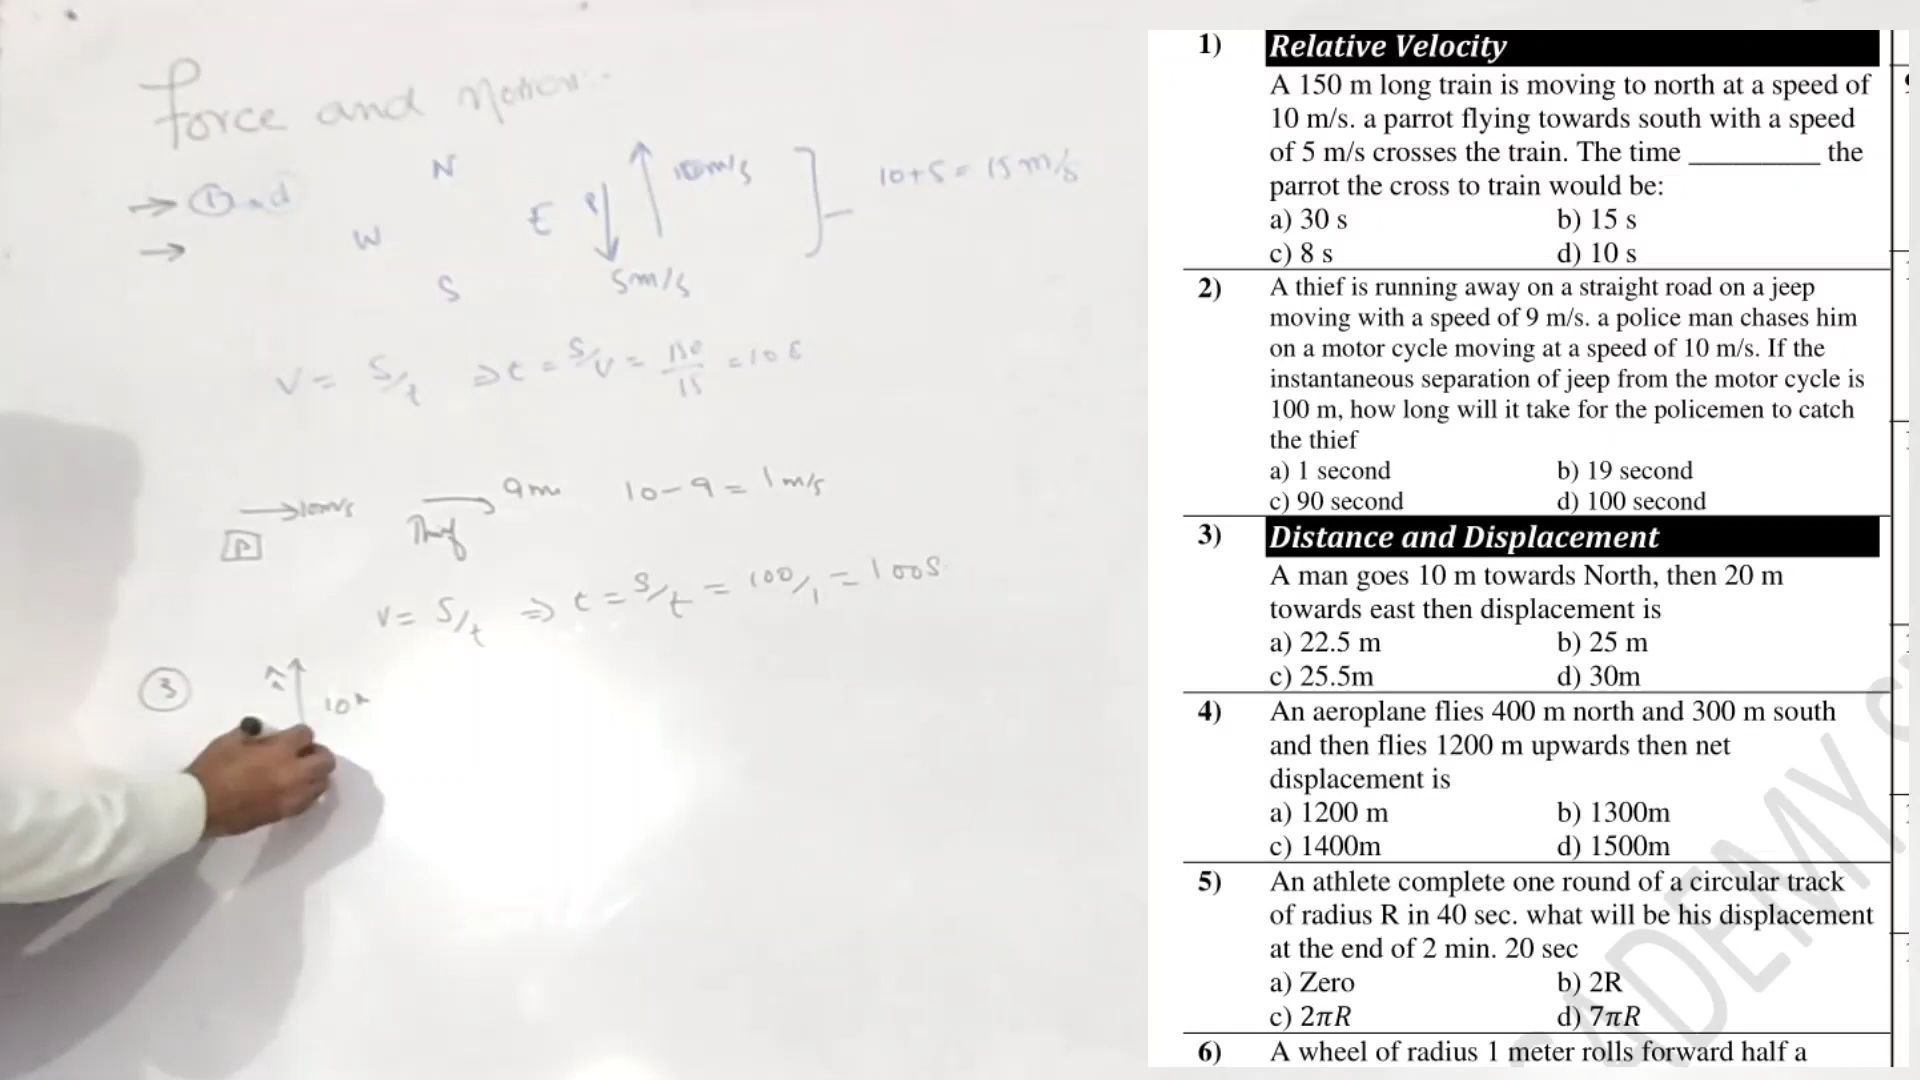 Force and Motion
N
10 m/s
10+5 = 15 m/s
W
E
P
S
5m/s
V = S/t ⇒ t = S/V = 150/15 = 10 s
→10m/s
9m
10-9 = 1 m/s
P
Thief
V = S/t ⇒ t = S/t = 100/1 = 100S
3
10
1) Relative Velocity
A 150 m long train is moving to north at a speed of
10 m/s. a parrot flying towards south with a speed
of 5 m/s crosses the train. The time _________ the
parrot the cross to train would be:
a) 30 s b) 15 s
c) 8 s d) 10 s
2) A thief is running away on a straight road on a jeep
moving with a speed of 9 m/s. a police man chases him
on a motor cycle moving at a speed of 10 m/s. If the
instantaneous separation of jeep from the motor cycle is
100 m, how long will it take for the policemen to catch
the thief
a) 1 second b) 19 second
c) 90 second d) 100 second
3) Distance and Displacement
A man goes 10 m towards North, then 20 m
towards east then displacement is
a) 22.5 m b) 25 m
c) 25.5m d) 30m
4) An aeroplane flies 400 m north and 300 m south
and then flies 1200 m upwards then net
displacement is
a) 1200 m b) 1300m
c) 1400m d) 1500m
5) An athlete complete one round of a circular track
of radius R in 40 sec. what will be his displacement
at the end of 2 min. 20 sec
a) Zero b) 2R
c) 2πR d) 7πR
6) A wheel of radius 1 meter rolls forward half a